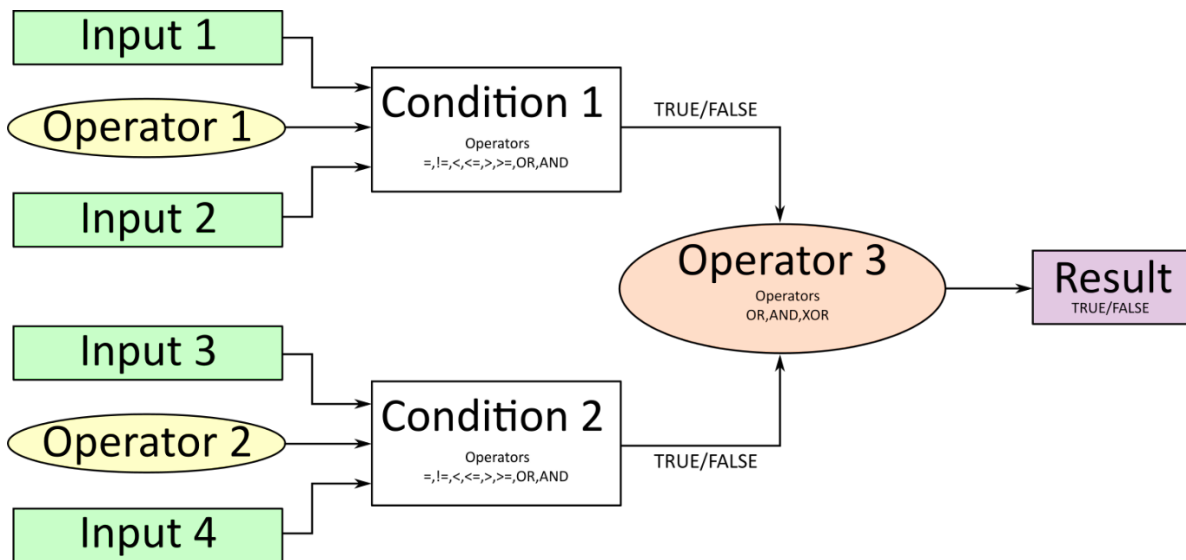 Input 1
Operator 1
Input 2
Condition 1
Operators
=,!=,<,<=,>,>=,OR,AND
TRUE/FALSE
Input 3
Operator 2
Input 4
Condition 2
Operators
=,!=,<,<=,>,>=,OR,AND
TRUE/FALSE
Operator 3
Operators
OR,AND,XOR
Result
TRUE/FALSE